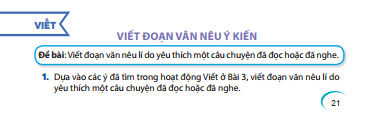 VIẾT
VIẾT ĐOẠN VĂN NÊU Ý KIẾN
Đề bài: Viết đoạn văn nêu lí do yêu thích một câu chuyện đã đọc hoặc đã nghe.
1. Dựa vào các ý đã tìm trong hoạt động Viết ở Bài 3, viết đoạn văn nêu lí do
yêu thích một câu chuyện đã đọc hoặc đã nghe.
21